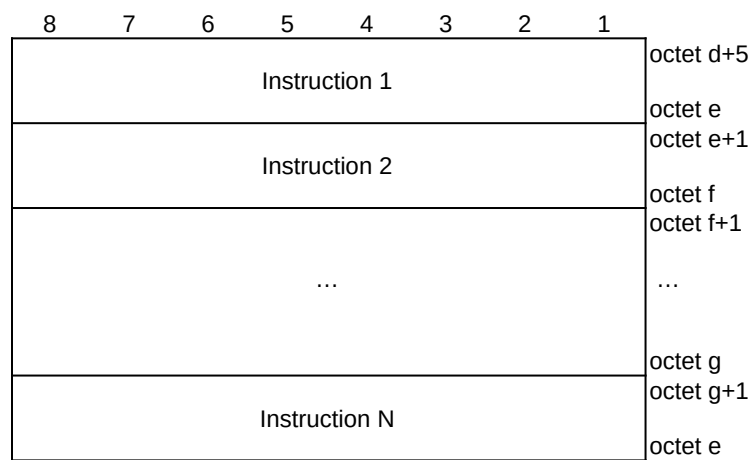 8 7 6 5 4 3 2 1
octet d+5
Instruction 1
octet e
octet e+1
Instruction 2
octet f
octet f+1
… …
octet g
octet g+1
Instruction N
octet e